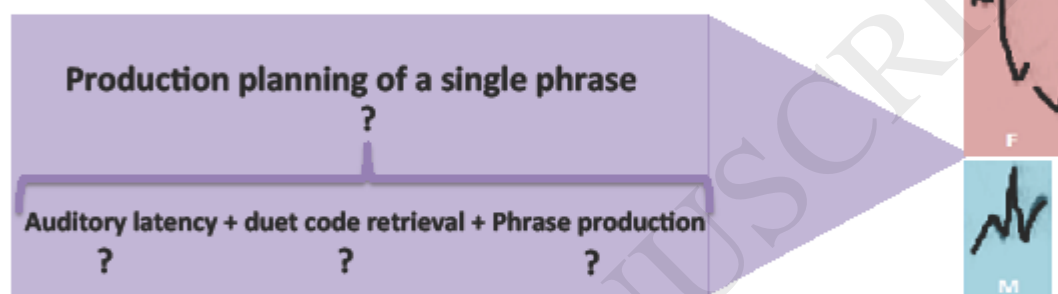 Production planning of a single phrase
?
Auditory latency + duet code retrieval + Phrase production
? ? ?
F
M